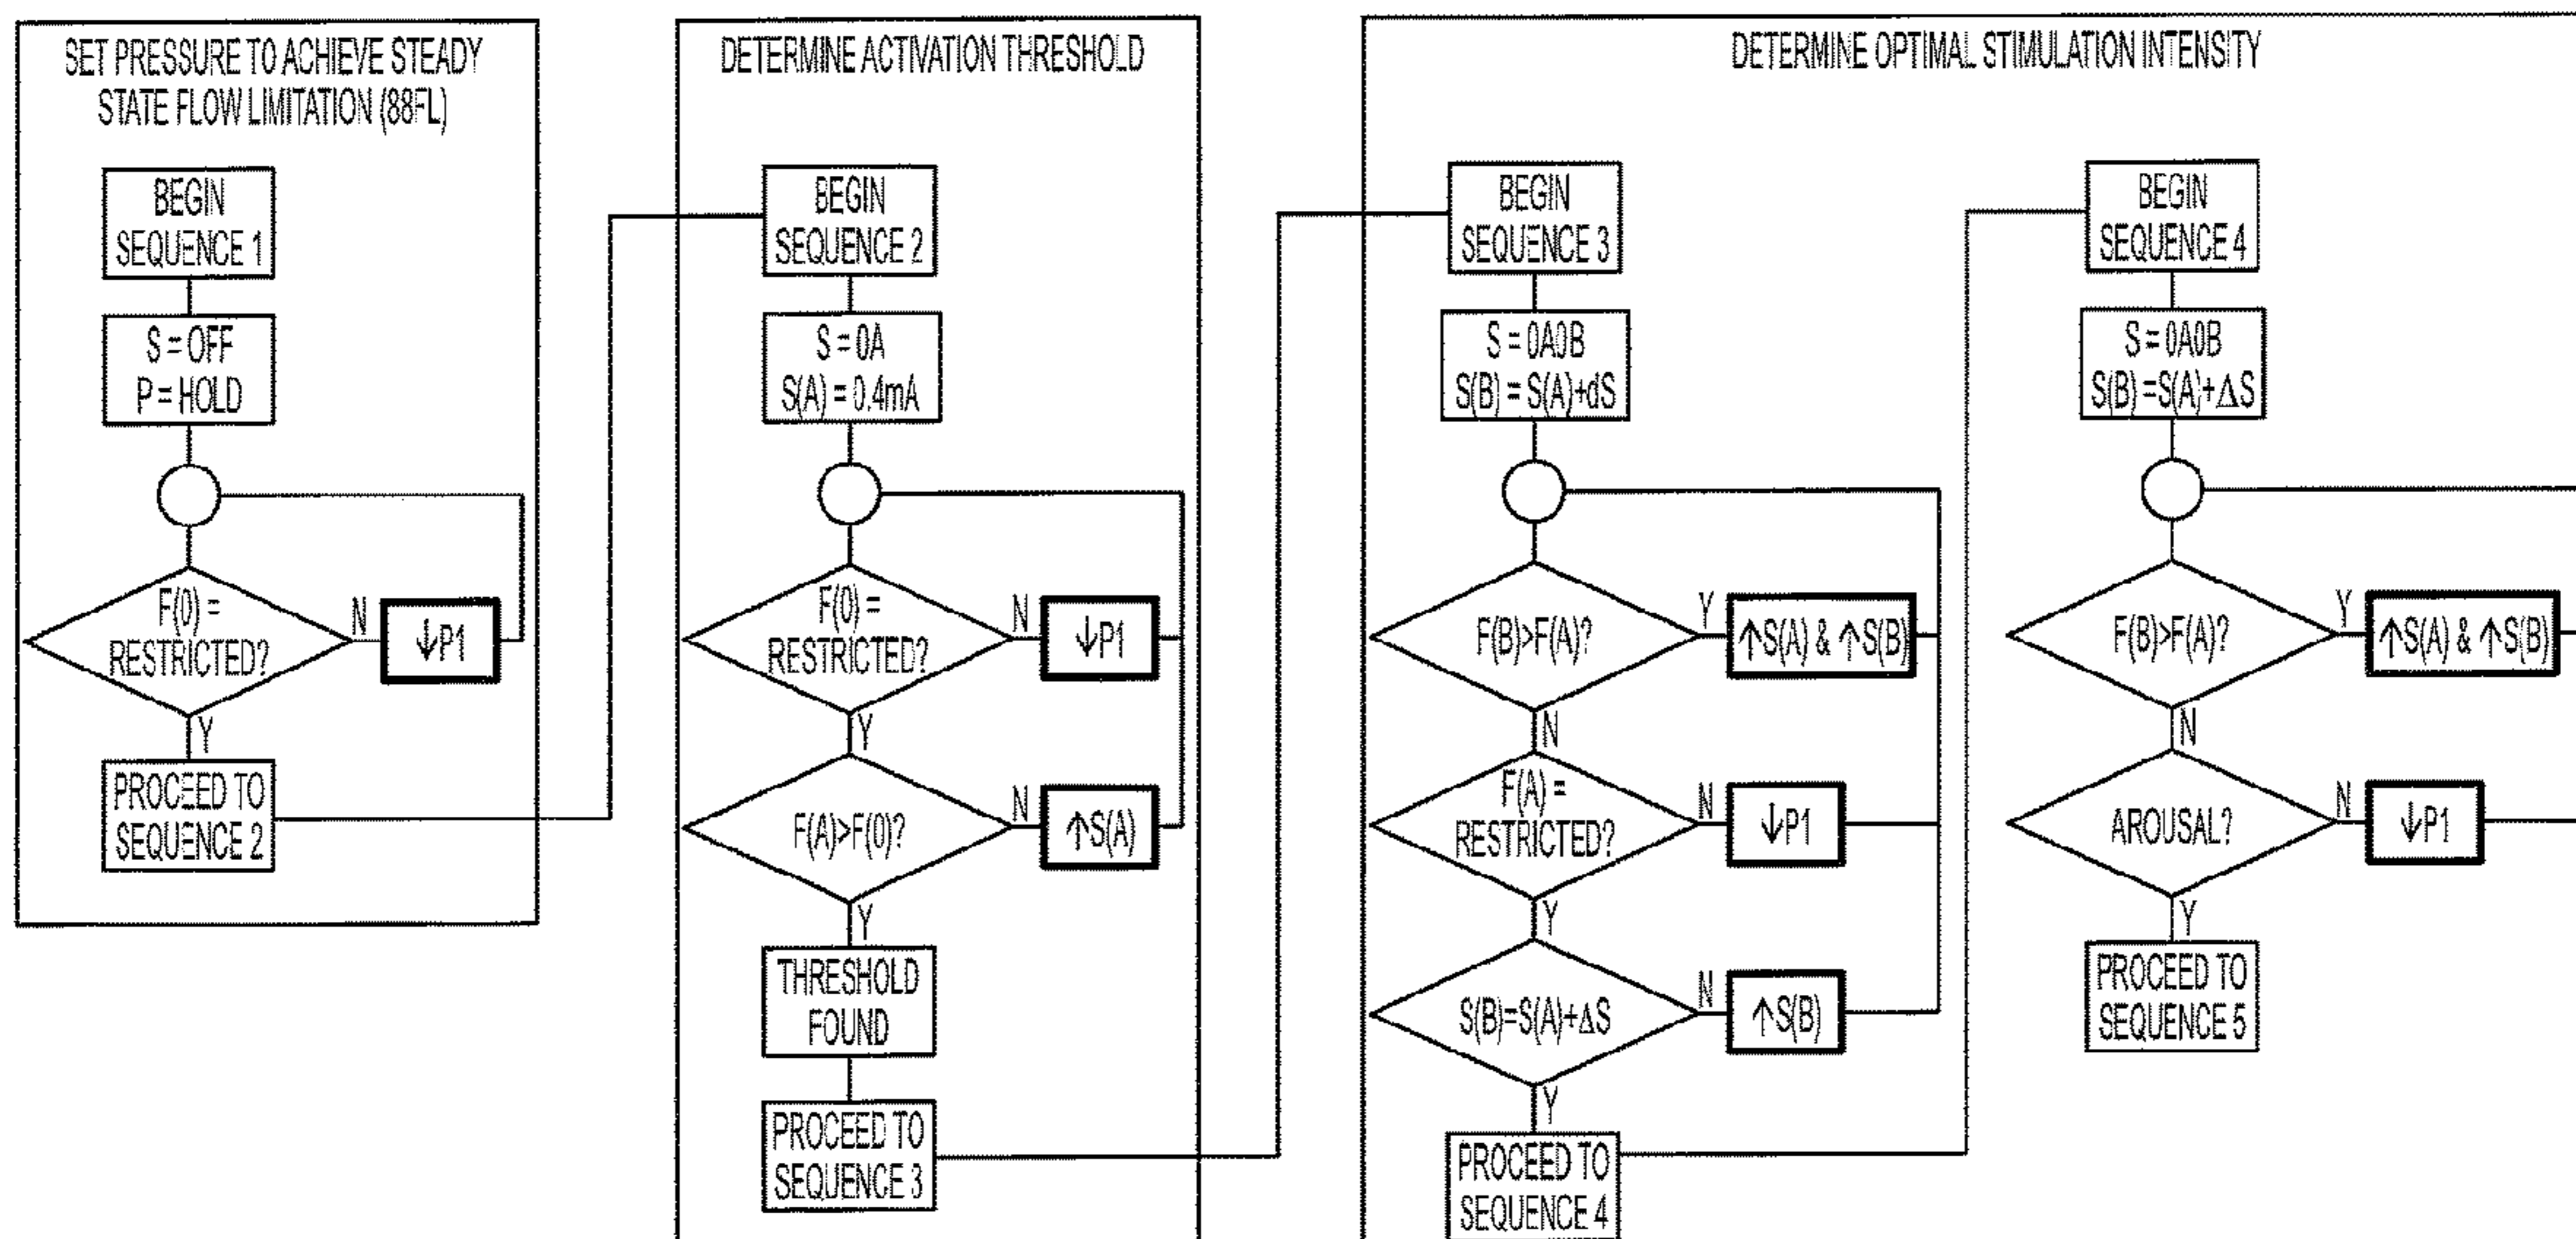 SET PRESSURE TO ACHIEVE STEADY
STATE FLOW LIMITATION (88FL)
BEGIN
SEQUENCE 1
S = OFF
P = HOLD
F(0) =
RESTRICTED?
N
↓P1
Y
PROCEED TO
SEQUENCE 2
DETERMINE ACTIVATION THRESHOLD
BEGIN
SEQUENCE 2
S = 0A
S(A) = 0.4mA
F(0) =
RESTRICTED?
N
↓P1
Y
F(A)>F(0)?
N
↑S(A)
Y
THRESHOLD
FOUND
PROCEED TO
SEQUENCE 3
DETERMINE OPTIMAL STIMULATION INTENSITY
BEGIN
SEQUENCE 3
S = 0A0B
S(B) = S(A)+dS
F(B)>F(A)?
Y
↑S(A) & ↑S(B)
N
F(A) =
RESTRICTED?
N
↓P1
Y
S(B)=S(A)+ΔS
N
↑S(B)
Y
PROCEED TO
SEQUENCE 4
BEGIN
SEQUENCE 4
S = 0A0B
S(B) =S(A)+ΔS
F(B)>F(A)?
Y
↑S(A) & ↑S(B)
N
AROUSAL?
N
↓P1
Y
PROCEED TO
SEQUENCE 5